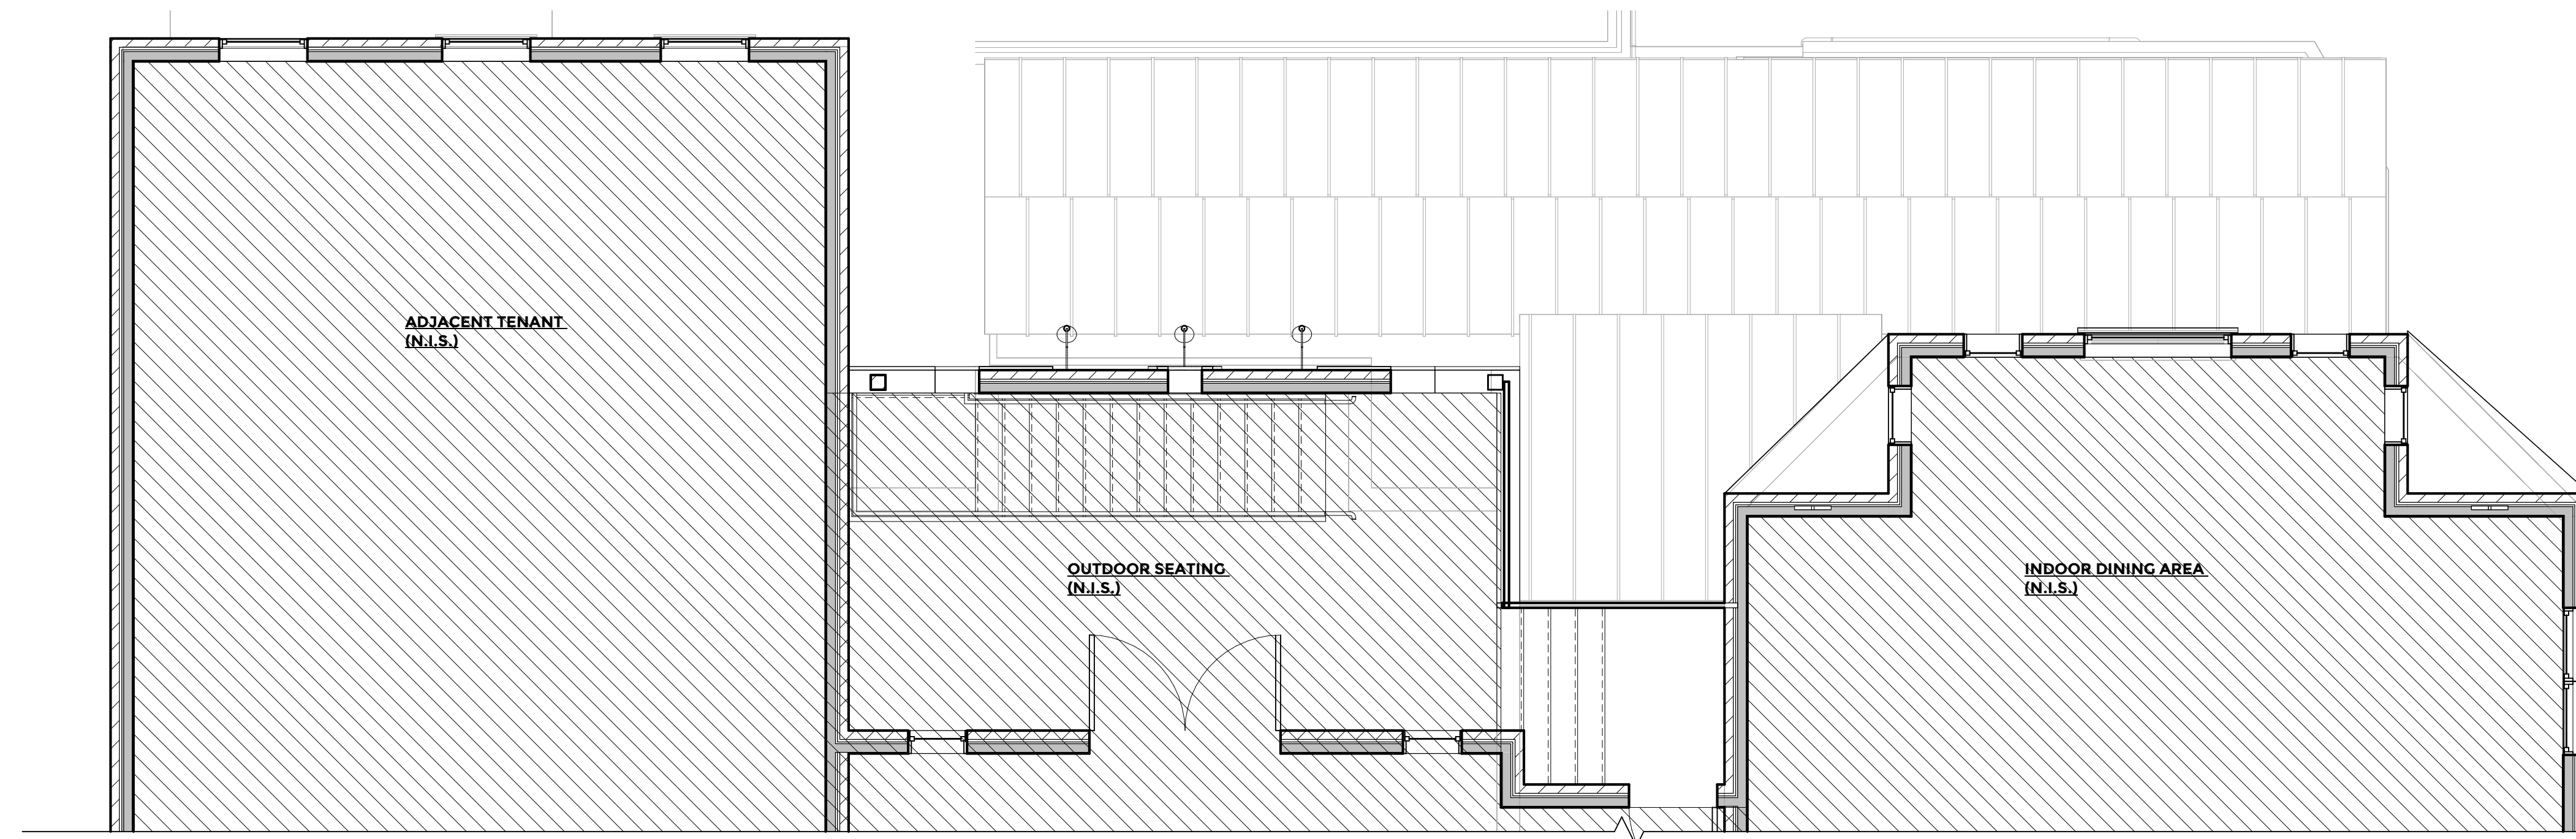 ADJACENT TENANT
(N.I.S.)
OUTDOOR SEATING
(N.I.S.)
INDOOR DINING AREA
(N.I.S.)